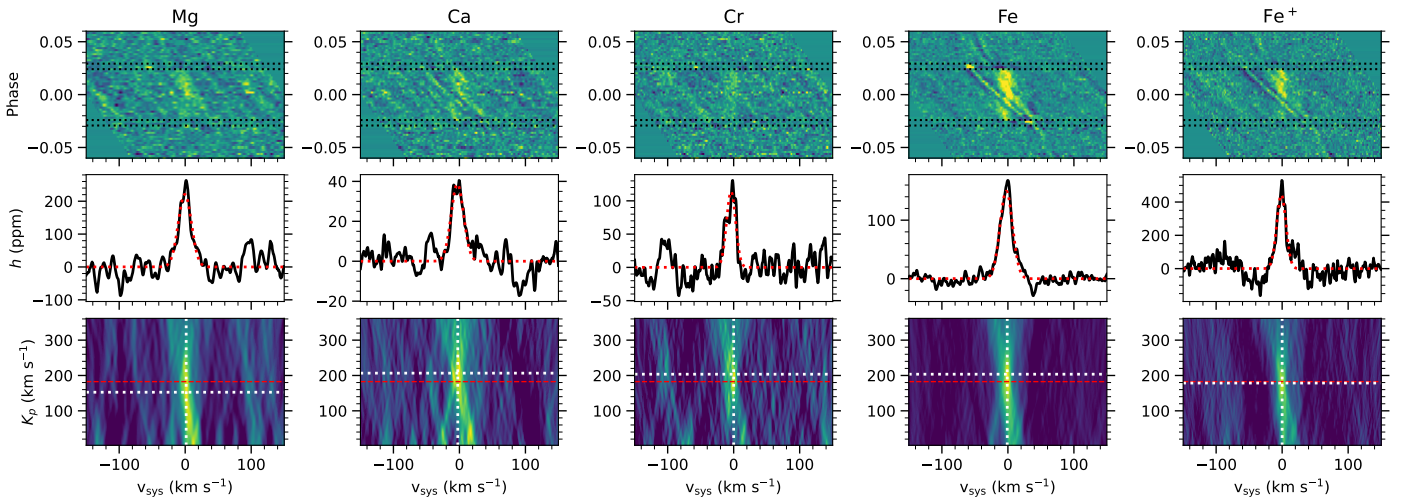 Mg Ca Cr Fe Fe⁺
0.05 0.05 0.05 0.05 0.05
Phase
0.00 0.00 0.00 0.00 0.00
−0.05 −0.05 −0.05 −0.05 −0.05
h (ppm)
200 100 0 −100
40 20 0 −20
100 50 0 −50
100 0
400 200 0
K_p (km s⁻¹)
300 300 300 300 300
200 200 200 200 200
100 100 100 100 100
−100 0 100 −100 0 100 −100 0 100 −100 0 100 −100 0 100
v_sys (km s⁻¹) v_sys (km s⁻¹) v_sys (km s⁻¹) v_sys (km s⁻¹) v_sys (km s⁻¹)